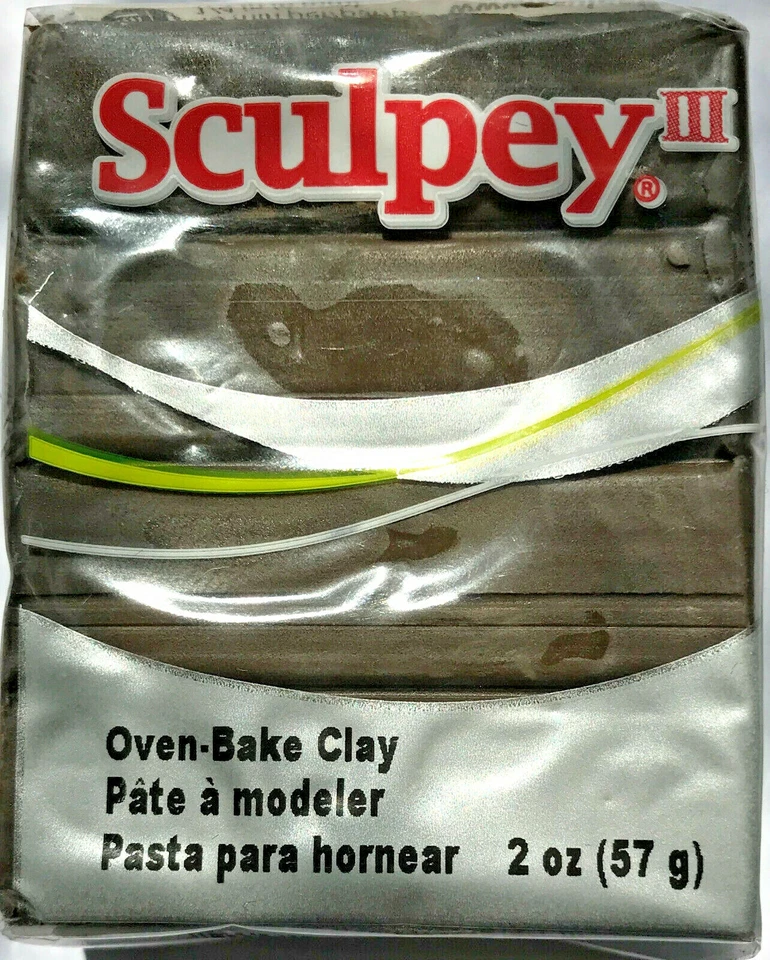 Sculpey III ®
Oven-Bake Clay
Pâte à modeler
Pasta para hornear 2 oz (57 g)